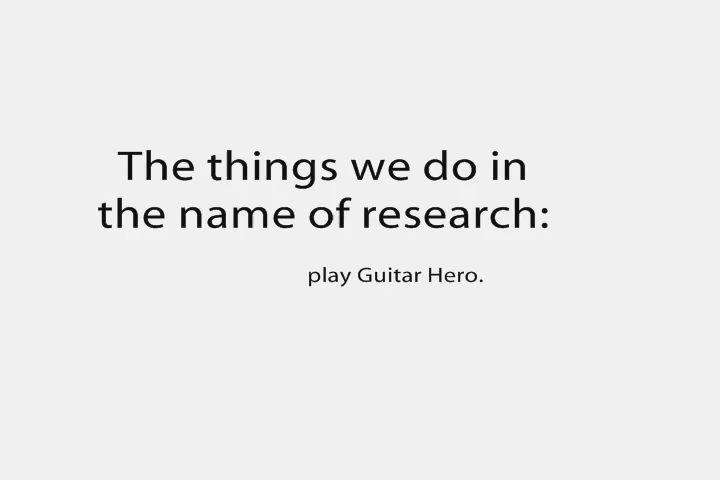 The things we do in
the name of research:
play Guitar Hero.